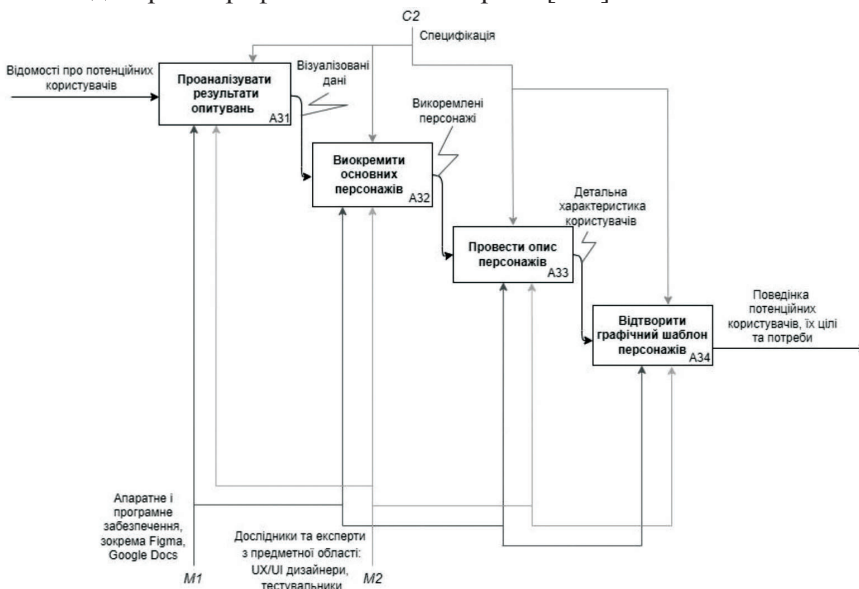 C2
Специфікація
Відомості про потенційних
користувачів
Проаналізувати
результати
опитувань
A31
Візуалізовані
дані
Викоремлені
персонажі
Виокремити
основних
персонажів
A32
Детальна
характеристика
користувачів
Провести опис
персонажів
A33
Поведінка
потенційних
користувачів, їх цілі
та потреби
Відтворити
графічний шаблон
персонажів
A34
Апаратне і
програмне
забезпечення,
зокрема Figma,
Google Docs
M1
Дослідники та експерти
з предметної області:
UX/UI дизайнери,
тестувальники
M2